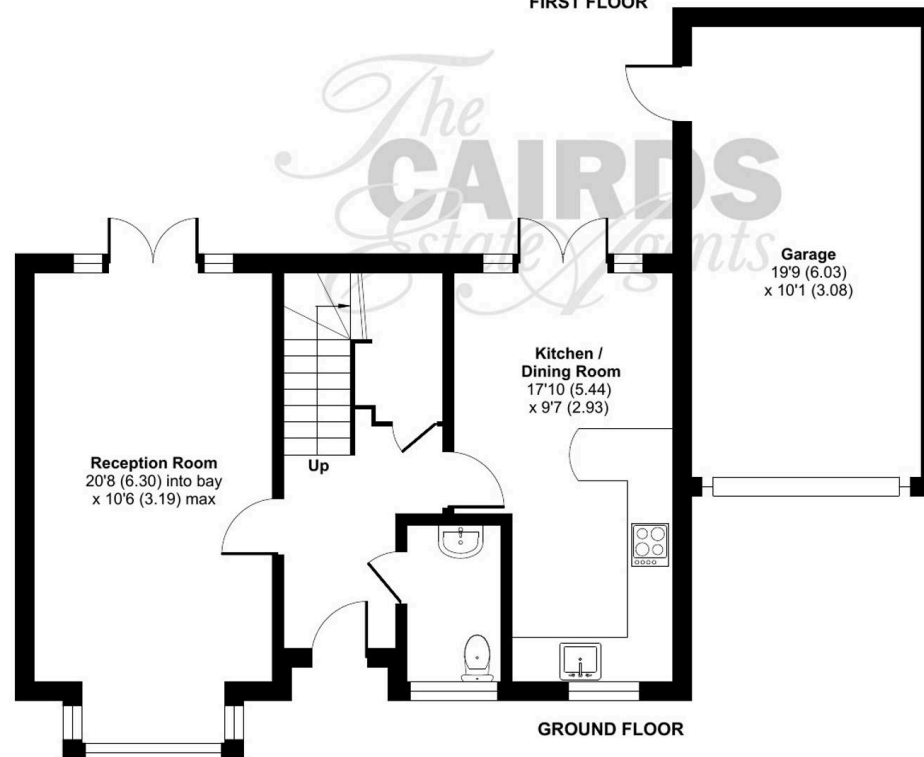 FIRST FLOOR
The
CAIRDS
Estate Agents
Garage
19'9 (6.03)
x 10'1 (3.08)
Kitchen /
Dining Room
17'10 (5.44)
x 9'7 (2.93)
Reception Room
20'8 (6.30) into bay
x 10'6 (3.19) max
Up
GROUND FLOOR